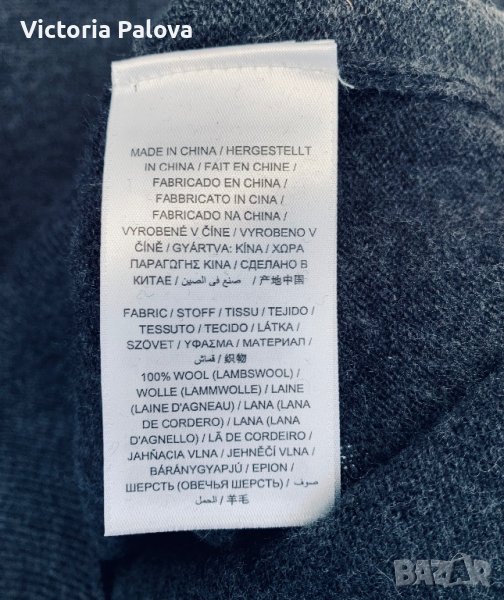 Victoria Palova
MADE IN CHINA / HERGESTELLT
IN CHINA / FAIT EN CHINE /
FABRICADO EN CHINA /
FABBRICATO IN CINA /
FABRICADO NA CHINA /
VYROBENÉ V ČÍNE / VYROBENO V
ČÍNĚ / GYÁRTVA: KÍNA / ΧΩΡΑ
ΠΑΡΑΓΩΓΗΣ ΚΙΝΑ / СДЕЛАНО В
КИТАЕ / صنع في الصين / 产地中国
FABRIC / STOFF / TISSU / TEJIDO /
TESSUTO / TECIDO / LÁTKA /
SZÖVET / ΥΦΑΣΜΑ / МАТЕРИАЛ /
قماش / 织物
100% WOOL (LAMBSWOOL) /
WOLLE (LAMMWOLLE) / LAINE
(LAINE D'AGNEAU) / LANA (LANA
DE CORDERO) / LANA (LANA
D'AGNELLO) / LÃ DE CORDEIRO /
JAHŇACIA VLNA / JEHNĚČÍ VLNA /
BÁRÁNYGYAPJÚ / ΕΡΙΟΝ /
ШЕРСТЬ (ОВЕЧЬЯ ШЕРСТЬ) / صوف
الحمل / 羊毛
BAZAR